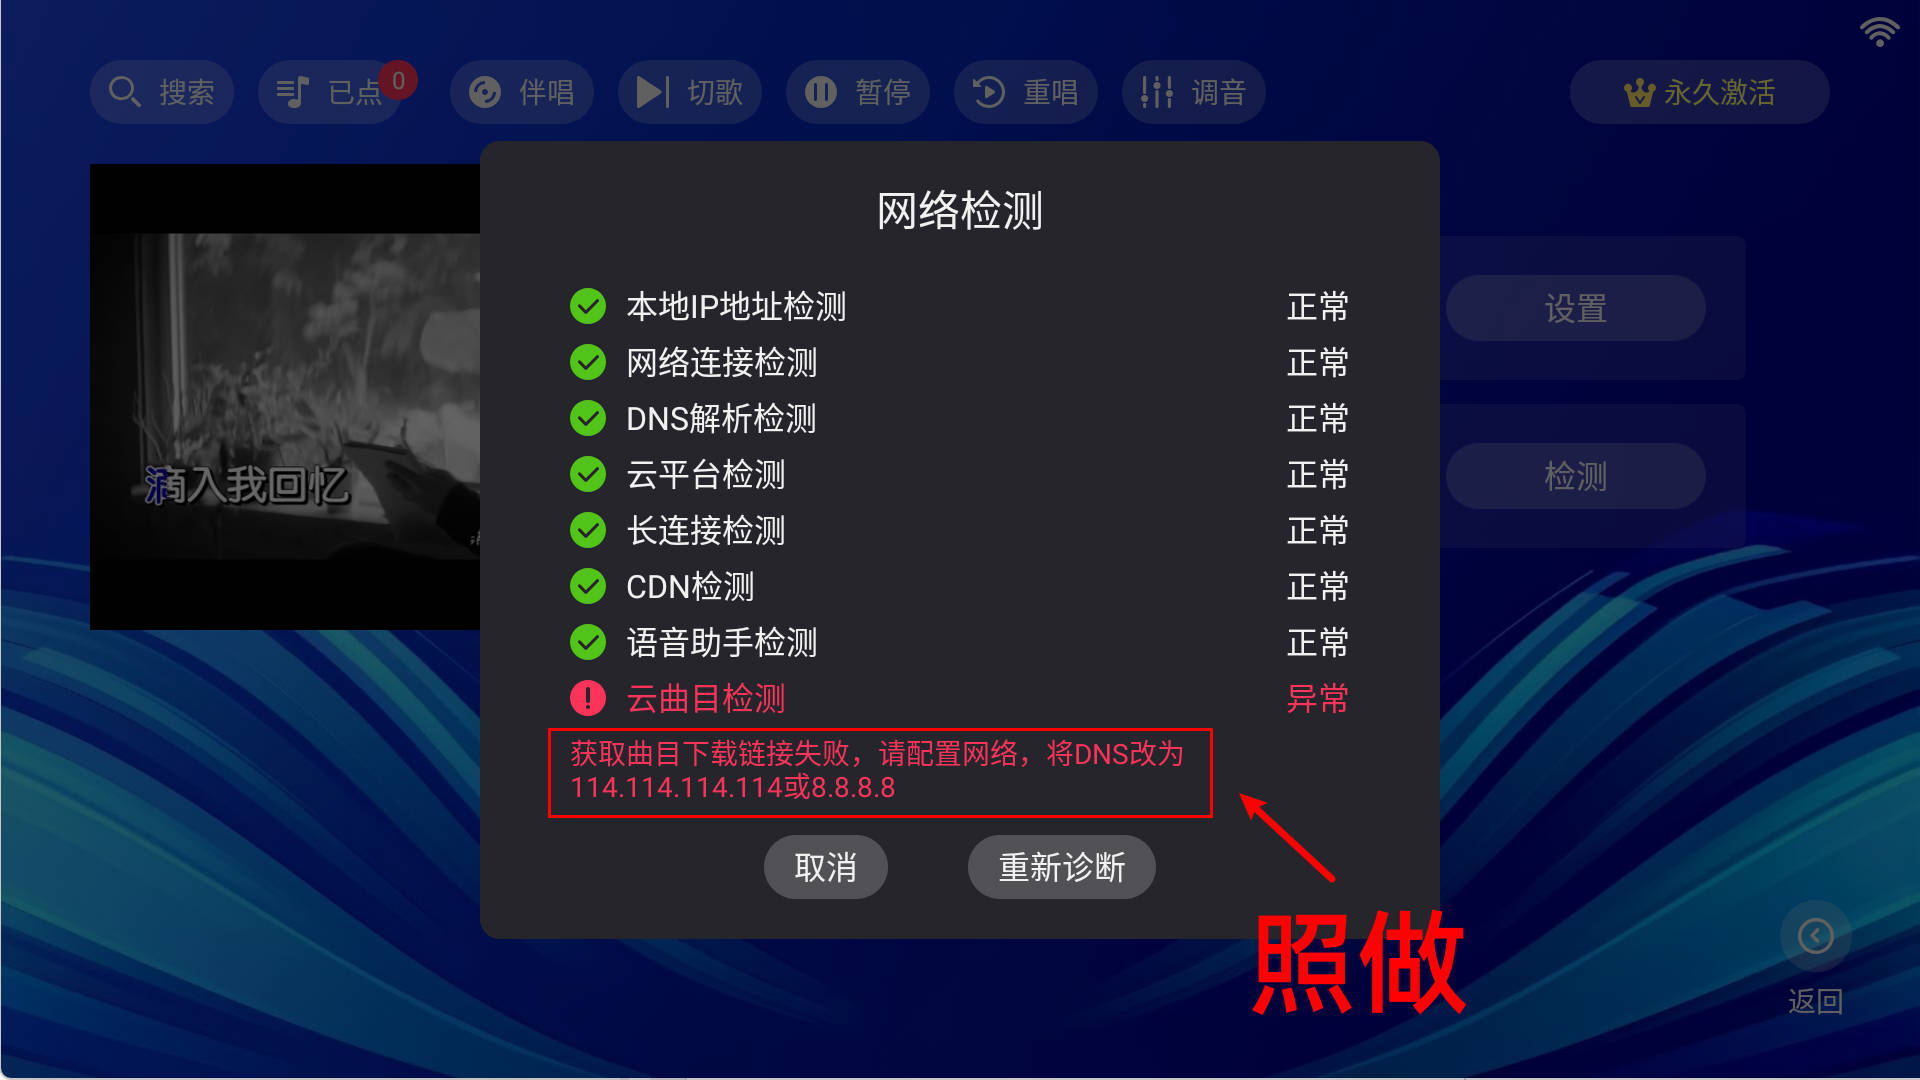 搜索
已点
0
伴唱
切歌
暂停
重唱
调音
永久激活
网络检测
本地IP地址检测 正常
网络连接检测 正常
DNS解析检测 正常
云平台检测 正常
长连接检测 正常
CDN检测 正常
语音助手检测 正常
云曲目检测 异常
获取曲目下载链接失败，请配置网络，将DNS改为
114.114.114.114或8.8.8.8
取消
重新诊断
设置
检测
滴入我回忆
照做
返回